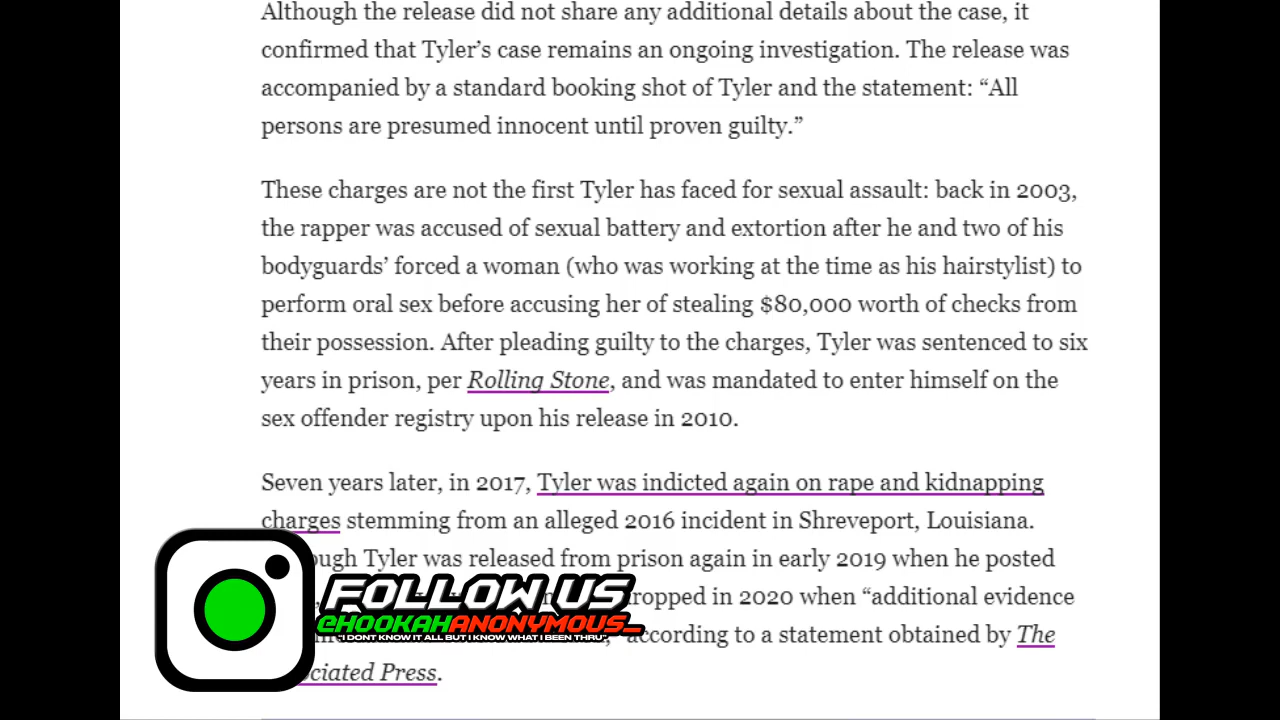 Although the release did not share any additional details about the case, it
confirmed that Tyler’s case remains an ongoing investigation. The release was
accompanied by a standard booking shot of Tyler and the statement: “All
persons are presumed innocent until proven guilty.”
These charges are not the first Tyler has faced for sexual assault: back in 2003,
the rapper was accused of sexual battery and extortion after he and two of his
bodyguards’ forced a woman (who was working at the time as his hairstylist) to
perform oral sex before accusing her of stealing $80,000 worth of checks from
their possession. After pleading guilty to the charges, Tyler was sentenced to six
years in prison, per Rolling Stone, and was mandated to enter himself on the
sex offender registry upon his release in 2010.
Seven years later, in 2017, Tyler was indicted again on rape and kidnapping
charges stemming from an alleged 2016 incident in Shreveport, Louisiana.
Tyler was released from prison again in early 2019 when he posted
in 2020 when “additional evidence
according to a statement obtained by The
Press.
FOLLOW US
@HOOKAHANONYMOUS_
"I DONT KNOW IT ALL BUT I KNOW WHAT I BEEN THRU"